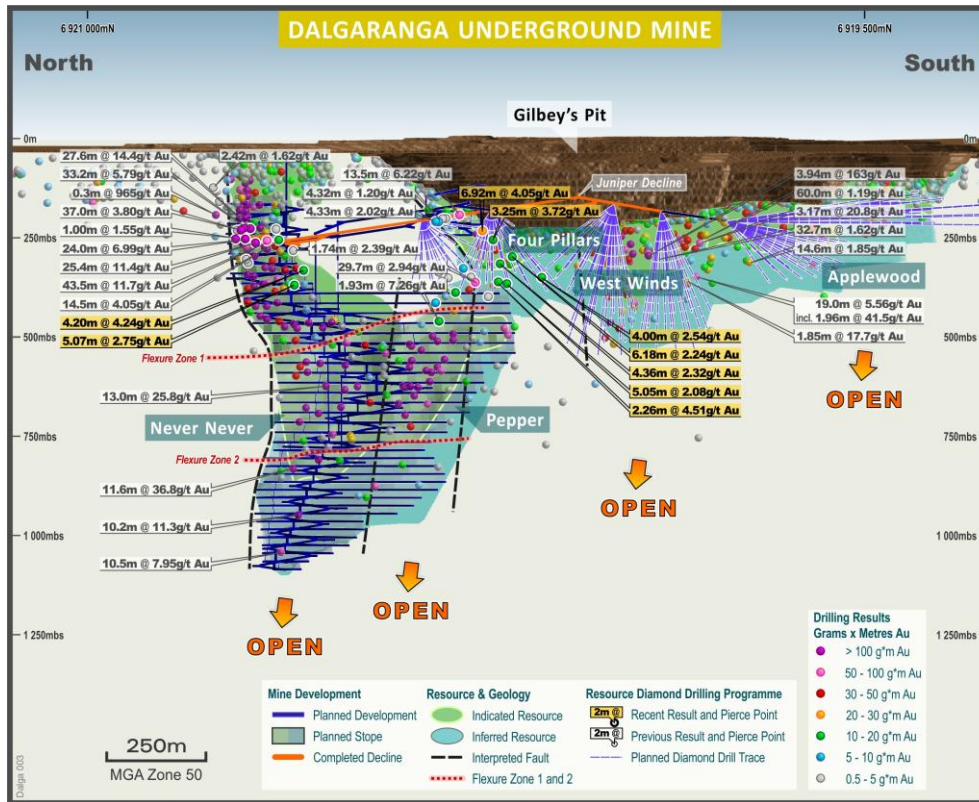 6 921 000mN
DALGARANGA UNDERGROUND MINE
6 919 500mN
North
South
Gilbey's Pit
0m
0m
27.6m @ 14.4g/t Au
33.2m @ 5.79g/t Au
0.3m @ 965g/t Au
37.0m @ 3.80g/t Au
1.00m @ 1.55g/t Au
24.0m @ 6.99g/t Au
25.4m @ 11.4g/t Au
43.5m @ 11.7g/t Au
14.5m @ 4.05g/t Au
4.20m @ 4.24g/t Au
5.07m @ 2.75g/t Au
2.42m @ 1.62g/t Au
13.5m @ 6.22g/t Au
4.32m @ 1.20g/t Au
4.33m @ 2.02g/t Au
1.74m @ 2.39g/t Au
29.7m @ 2.94g/t Au
1.93m @ 7.26g/t Au
6.92m @ 4.05g/t Au
3.25m @ 3.72g/t Au
Juniper Decline
3.94m @ 163g/t Au
60.0m @ 1.19g/t Au
3.17m @ 20.8g/t Au
32.7m @ 1.62g/t Au
14.6m @ 1.85g/t Au
250mbs
250mbs
Four Pillars
West Winds
Applewood
19.0m @ 5.56g/t Au
incl. 1.96m @ 41.5g/t Au
1.85m @ 17.7g/t Au
4.00m @ 2.54g/t Au
6.18m @ 2.24g/t Au
4.36m @ 2.32g/t Au
5.05m @ 2.08g/t Au
2.26m @ 4.51g/t Au
500mbs
500mbs
Flexure Zone 1
OPEN
13.0m @ 25.8g/t Au
Never Never
Pepper
750mbs
750mbs
Flexure Zone 2
11.6m @ 36.8g/t Au
OPEN
10.2m @ 11.3g/t Au
1 000mbs
1 000mbs
10.5m @ 7.95g/t Au
OPEN
OPEN
1 250mbs
1 250mbs
Drilling Results
Grams x Metres Au
> 100 g*m Au
50 - 100 g*m Au
30 - 50 g*m Au
20 - 30 g*m Au
10 - 20 g*m Au
5 - 10 g*m Au
0.5 - 5 g*m Au
Mine Development
Planned Development
Planned Stope
Completed Decline
Resource & Geology
Indicated Resource
Inferred Resource
Interpreted Fault
Flexure Zone 1 and 2
Resource Diamond Drilling Programme
2m @
Recent Result and Pierce Point
2m @
Previous Result and Pierce Point
Planned Diamond Drill Trace
250m
MGA Zone 50
Dalga 003